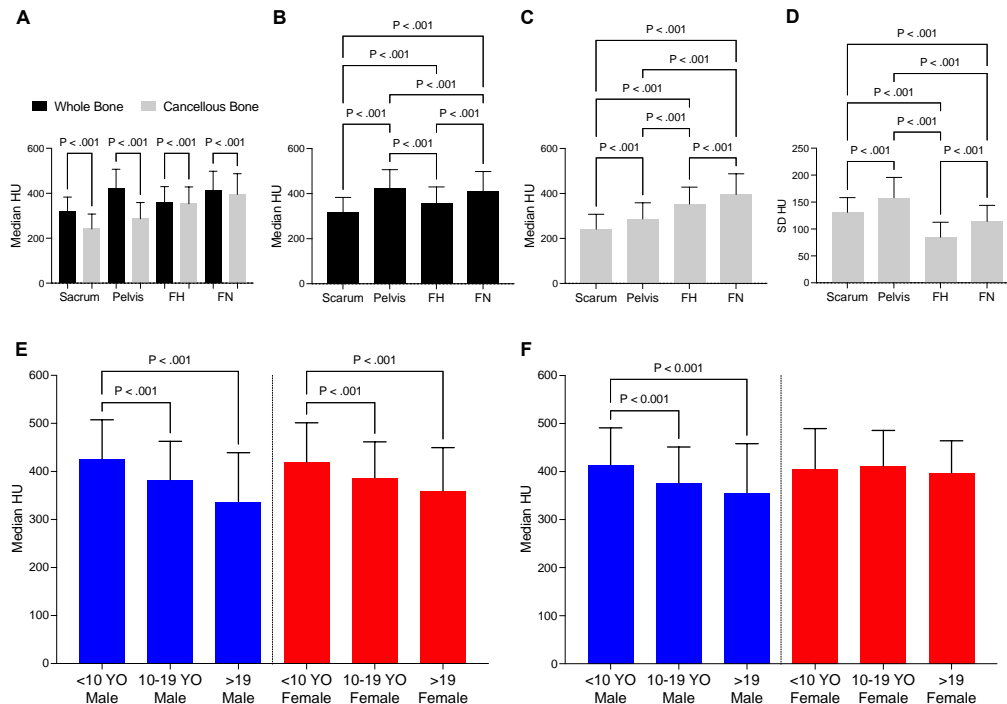 A
Whole Bone
Cancellous Bone
P < .001 P < .001 P < .001 P < .001
600
400
200
0
Median HU
Sacrum Pelvis FH FN
B
P < .001
P < .001
P < .001
P < .001 P < .001
P < .001
600
400
200
0
Median HU
Scarum Pelvis FH FN
C
P < .001
P < .001
P < .001
P < .001
P < .001 P < .001
600
400
200
0
Median HU
Scarum Pelvis FH FN
D
P < .001
P < .001
P < .001
P < .001
P < .001 P < .001
250
200
150
100
50
0
SD HU
Scarum Pelvis FH FN
E
P < .001 P < .001
P < .001 P < .001
600
500
400
300
200
100
0
Median HU
<10 YO 10-19 YO >19 <10 YO 10-19 YO >19
Male Male Male Female Female Female
F
P < 0.001
P < 0.001
600
500
400
300
200
100
0
Median HU
<10 YO 10-19 YO >19 <10 YO 10-19 YO >19
Male Male Male Female Female Female